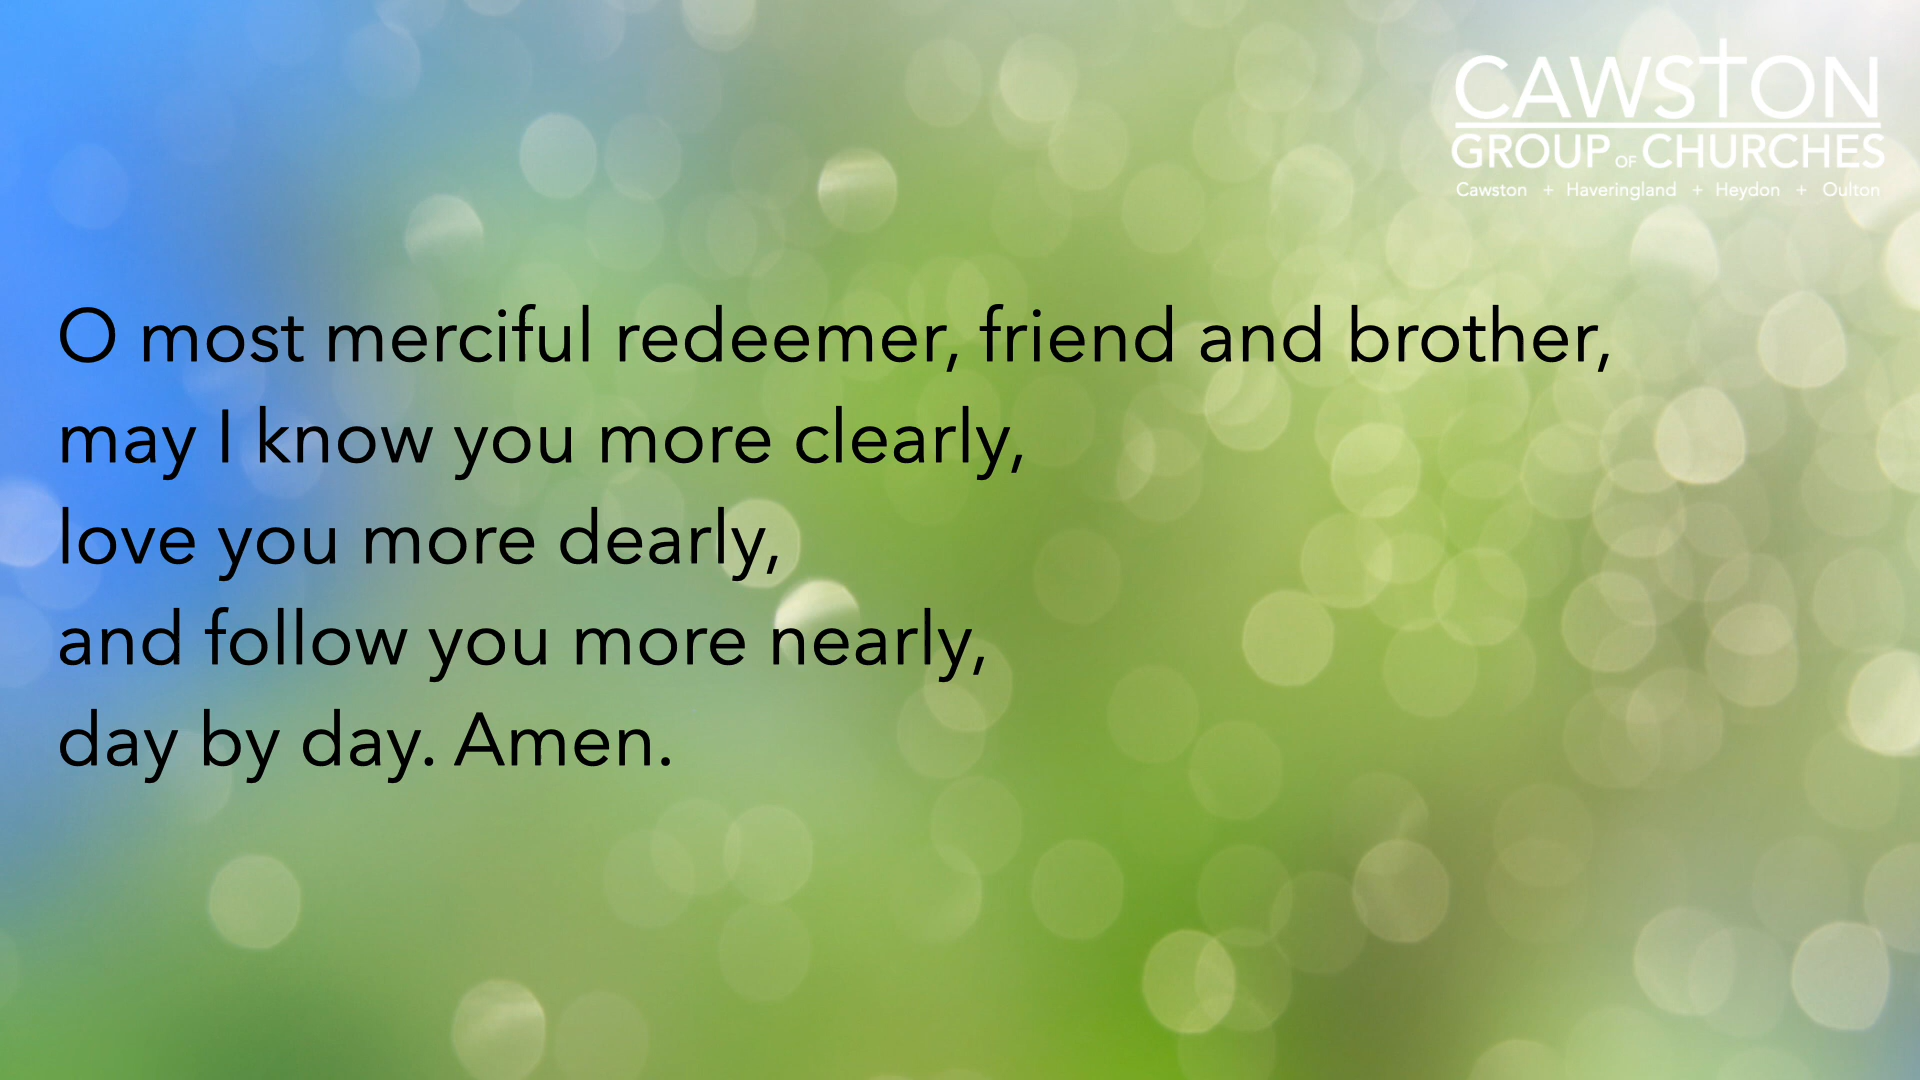 CAWSTON
GROUP OF CHURCHES
Cawston + Haveringland + Heydon + Oulton
O most merciful redeemer, friend and brother,
may I know you more clearly,
love you more dearly,
and follow you more nearly,
day by day. Amen.